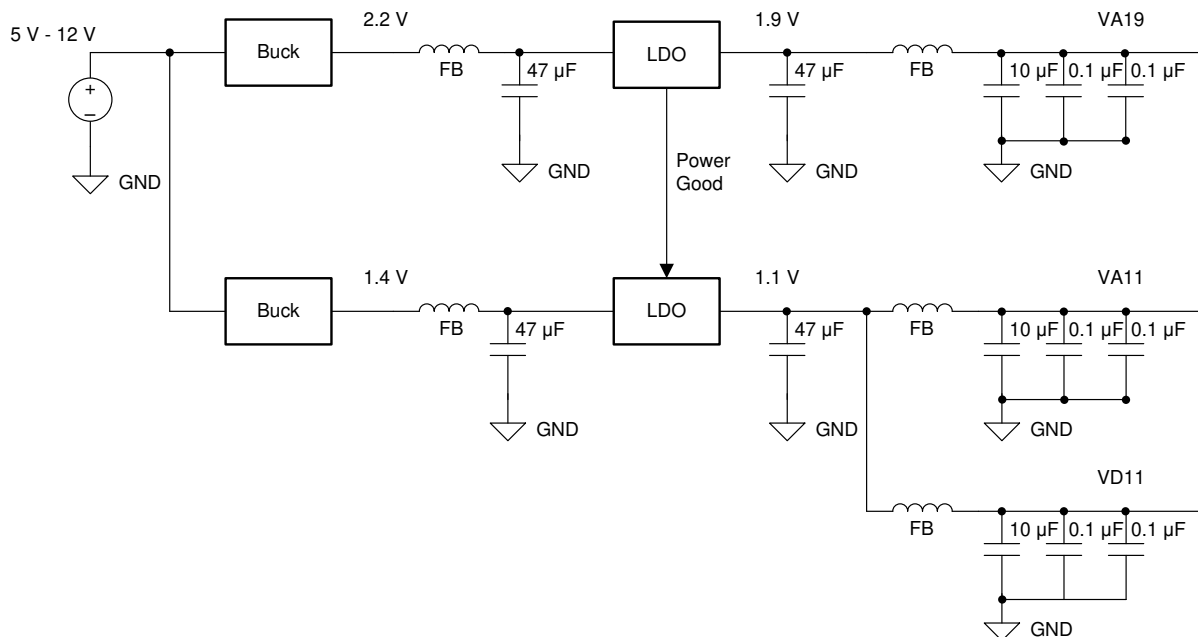 5 V - 12 V
Buck
2.2 V
FB
47 µF
LDO
1.9 V
47 µF
FB
VA19
10 µF 0.1 µF 0.1 µF
+
–
GND
GND
Power
Good
GND
GND
Buck
1.4 V
FB
47 µF
LDO
1.1 V
47 µF
FB
VA11
10 µF 0.1 µF 0.1 µF
GND
GND
GND
VD11
FB
10 µF 0.1 µF 0.1 µF
GND